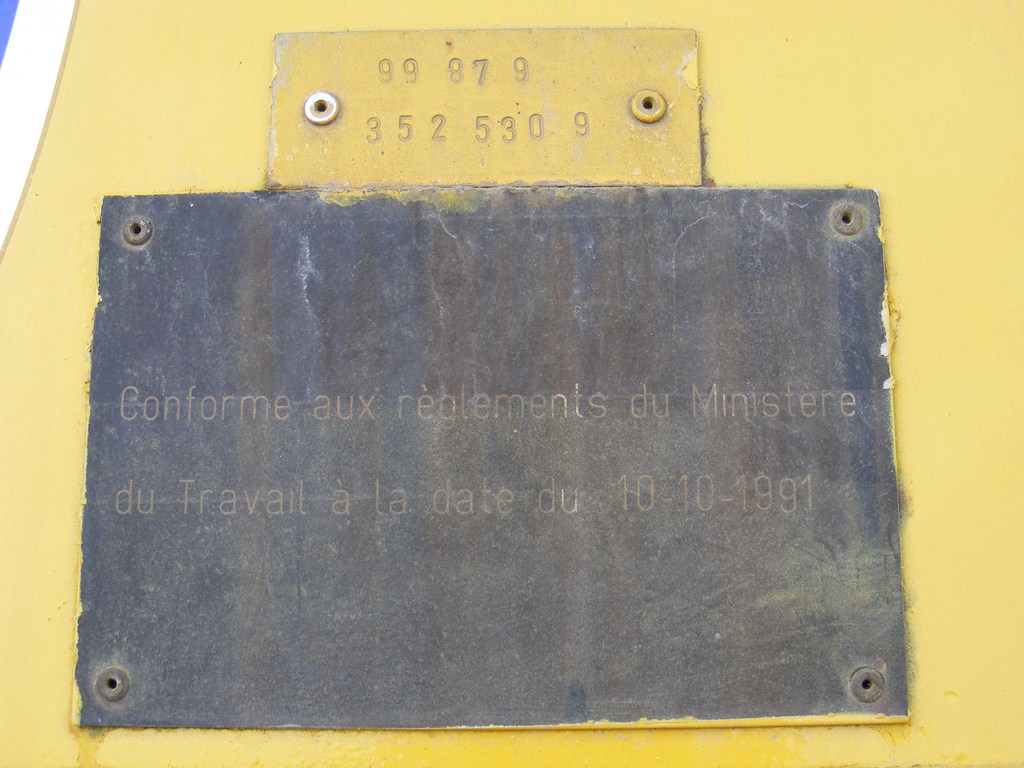 99 87 9
352 530 9
Conforme aux règlements du Ministère
du Travail à la date du 10-10-1991